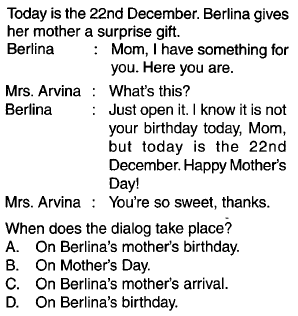 Today is the 22nd December. Berlina gives
her mother a surprise gift.
Berlina : Mom, I have something for
you. Here you are.
Mrs. Arvina : What's this?
Berlina : Just open it. I know it is not
your birthday today, Mom,
but today is the 22nd
December. Happy Mother's
Day!
Mrs. Arvina : You're so sweet, thanks.
When does the dialog take place?
A. On Berlina's mother's birthday.
B. On Mother's Day.
C. On Berlina's mother's arrival.
D. On Berlina's birthday.